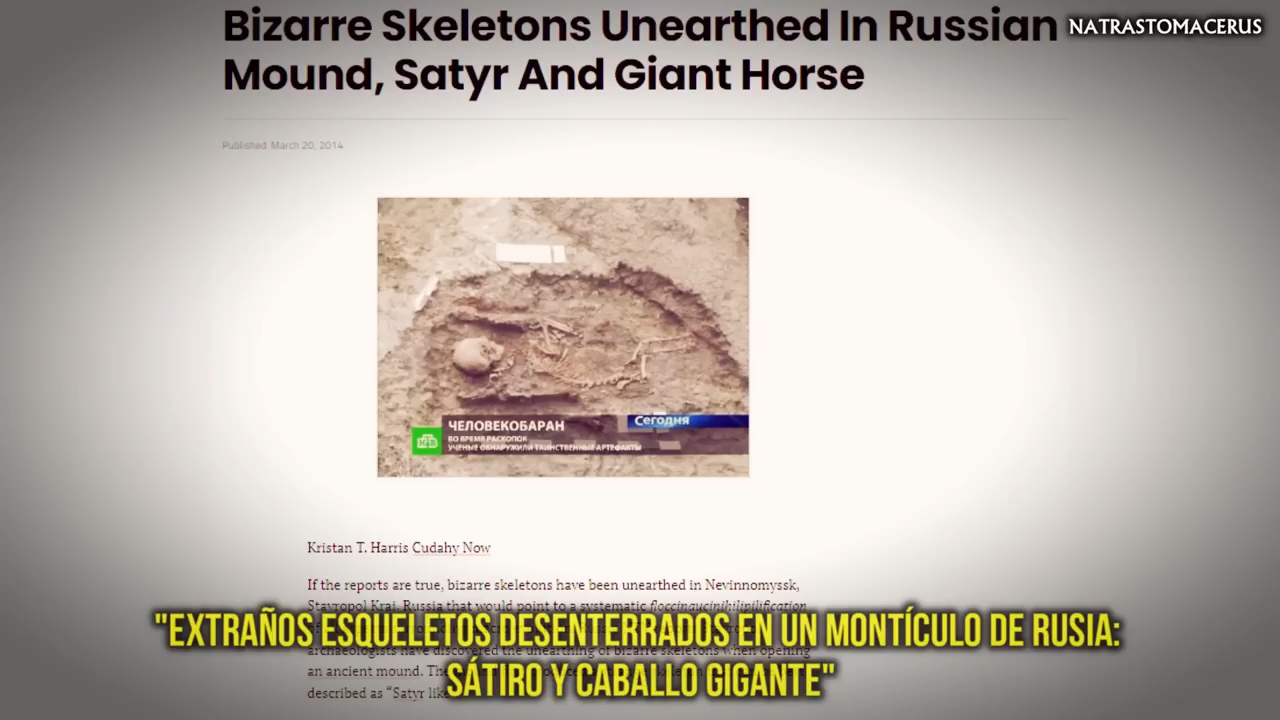 Bizarre Skeletons Unearthed In Russian
NATRASTOMACERUS
Mound, Satyr And Giant Horse
Published March 20, 2014
Сегодня
ЧЕЛОВЕКОБАРАН
НТВ
ВО ВРЕМЯ РАСКОПОК
УЧЕНЫЕ ОБНАРУЖИЛИ ТАИНСТВЕННЫЕ АРТЕФАКТЫ
Kristan T. Harris Cudahy Now
If the reports are true, bizarre skeletons have been unearthed in Nevinnomyssk,
Stavropol Krai, Russia that would point to a systematic floccinaucinihilipilification
"EXTRAÑOS ESQUELETOS DESENTERRADOS EN UN MONTÍCULO DE RUSIA:
archaeologists have discovered the unearthing of bizarre skeletons when opening
an ancient mound. The
SÁTIRO Y CABALLO GIGANTE"
described as “Satyr